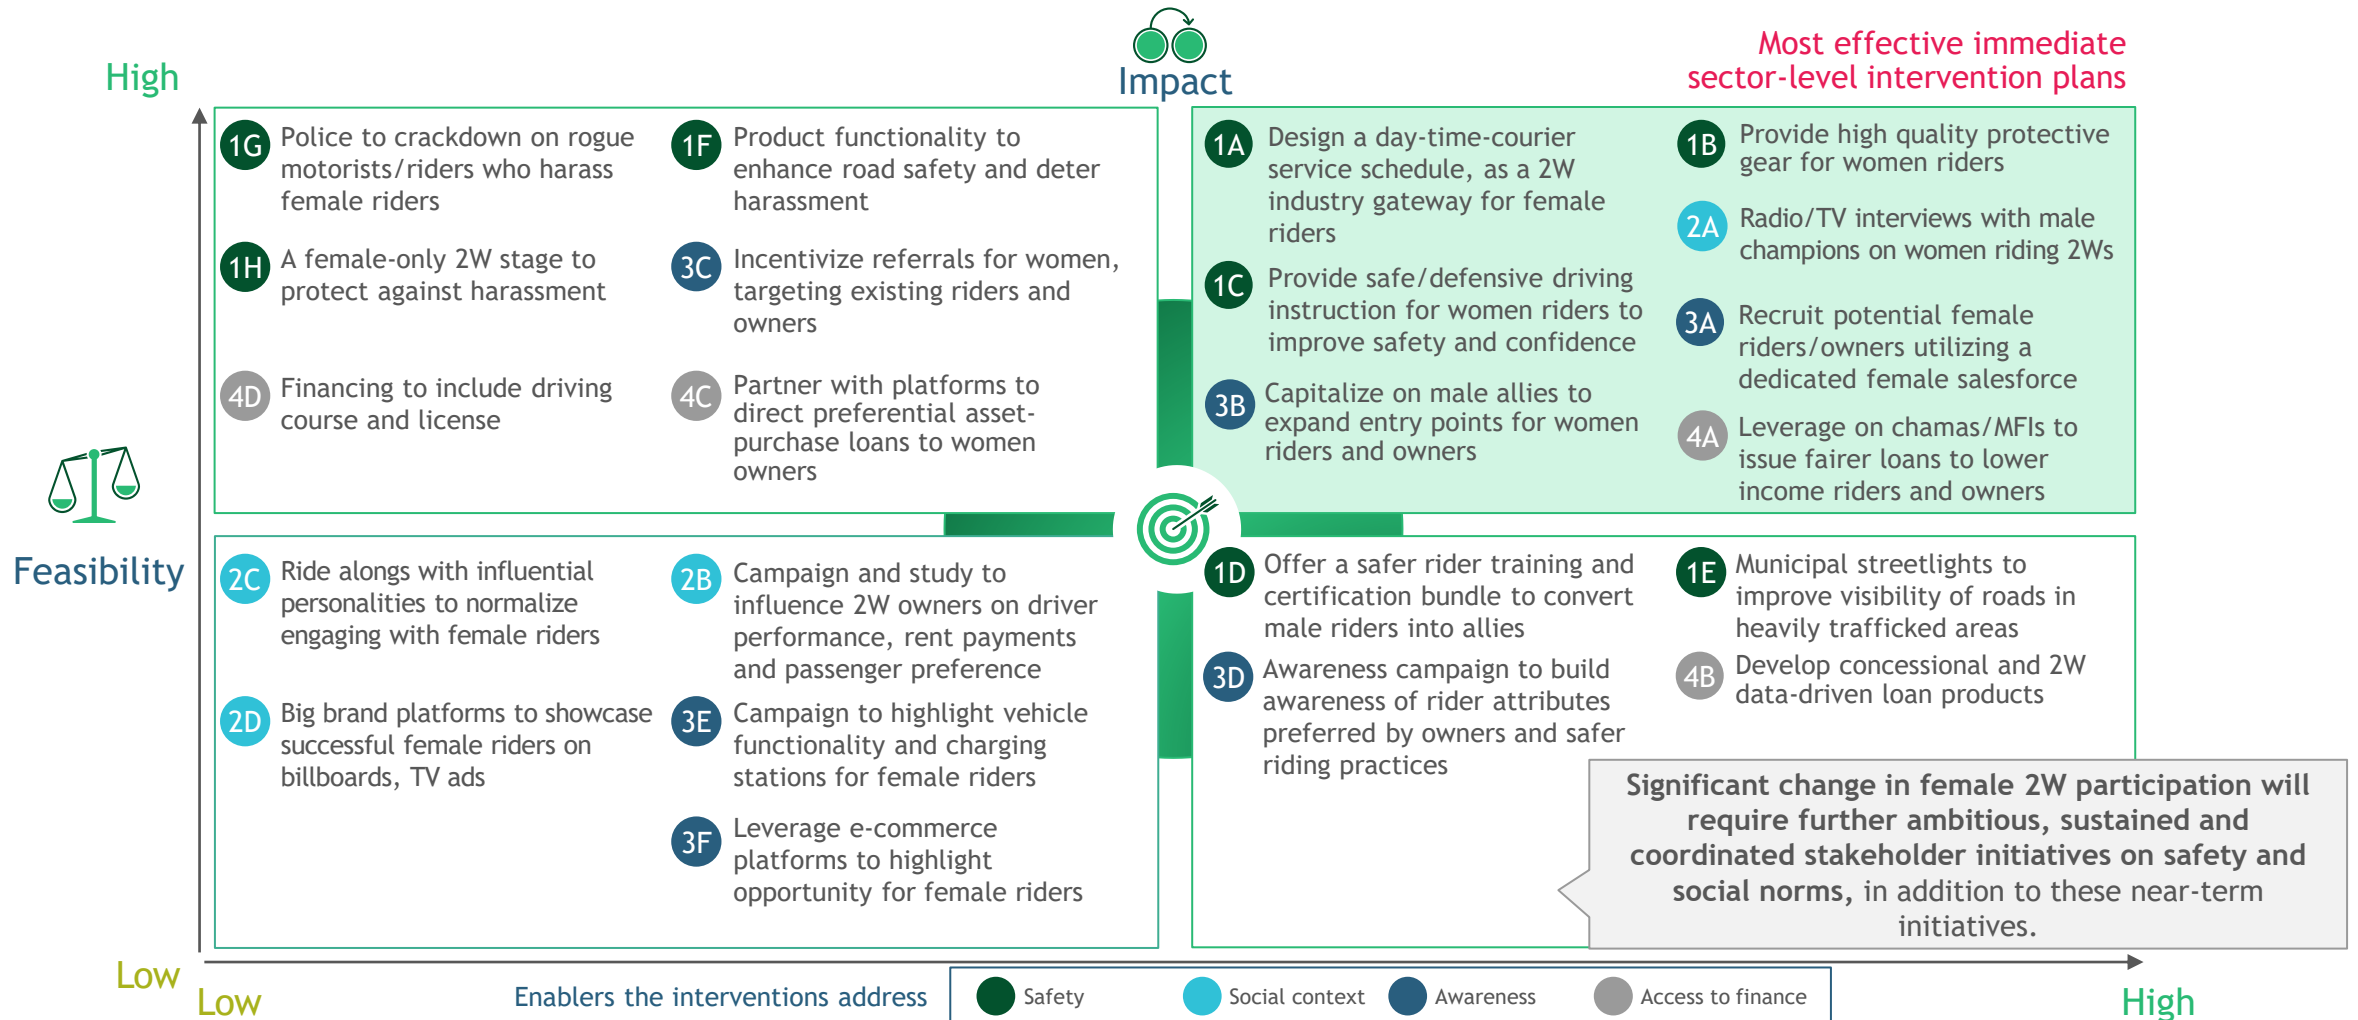 Impact
Most effective immediate
sector-level intervention plans
High
1G
Police to crackdown on rogue
motorists/riders who harass
female riders
1F
Product functionality to
enhance road safety and deter
harassment
1H
A female-only 2W stage to
protect against harassment
3C
Incentivize referrals for women,
targeting existing riders and
owners
4D
Financing to include driving
course and license
4C
Partner with platforms to
direct preferential asset-
purchase loans to women
owners
1A
Design a day-time-courier
service schedule, as a 2W
industry gateway for female
riders
1B
Provide high quality protective
gear for women riders
2A
Radio/TV interviews with male
champions on women riding 2Ws
1C
Provide safe/defensive driving
instruction for women riders to
improve safety and confidence
3A
Recruit potential female
riders/owners utilizing a
dedicated female salesforce
3B
Capitalize on male allies to
expand entry points for women
riders and owners
4A
Leverage on chamas/MFIs to
issue fairer loans to lower
income riders and owners
Feasibility
2C
Ride alongs with influential
personalities to normalize
engaging with female riders
2B
Campaign and study to
influence 2W owners on driver
performance, rent payments
and passenger preference
2D
Big brand platforms to showcase
successful female riders on
billboards, TV ads
3E
Campaign to highlight vehicle
functionality and charging
stations for female riders
3F
Leverage e-commerce
platforms to highlight
opportunity for female riders
1D
Offer a safer rider training and
certification bundle to convert
male riders into allies
1E
Municipal streetlights to
improve visibility of roads in
heavily trafficked areas
3D
Awareness campaign to build
awareness of rider attributes
preferred by owners and safer
riding practices
4B
Develop concessional and 2W
data-driven loan products
Significant change in female 2W participation will
require further ambitious, sustained and
coordinated stakeholder initiatives on safety and
social norms, in addition to these near-term
initiatives.
Low
Low
Enablers the interventions address
Safety
Social context
Awareness
Access to finance
High